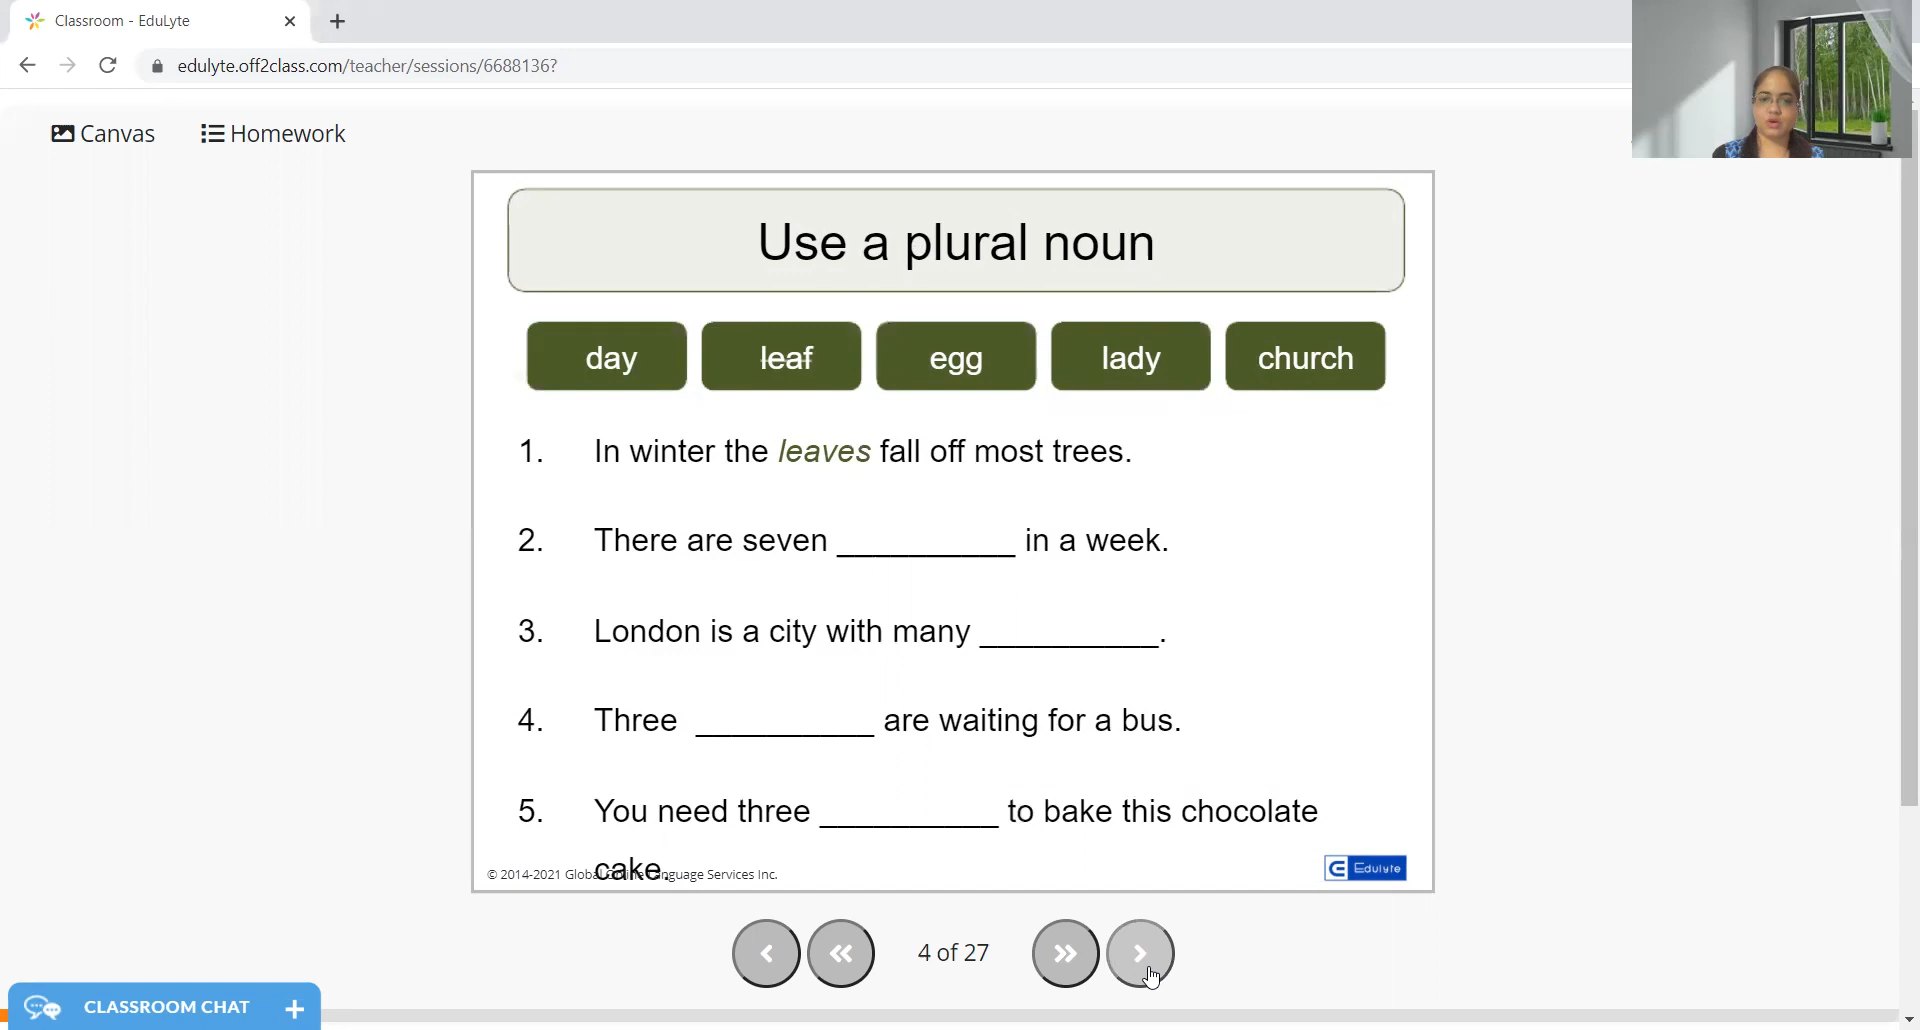 Classroom - EduLyte
edulyte.off2class.com/teacher/sessions/6688136?
Canvas Homework
Use a plural noun
day leaf egg lady church
1. In winter the leaves fall off most trees.
2. There are seven __________ in a week.
3. London is a city with many __________.
4. Three __________ are waiting for a bus.
5. You need three __________ to bake this chocolate
cake.
© 2014-2021 Global Online Language Services Inc.
Edulyte
4 of 27
CLASSROOM CHAT +